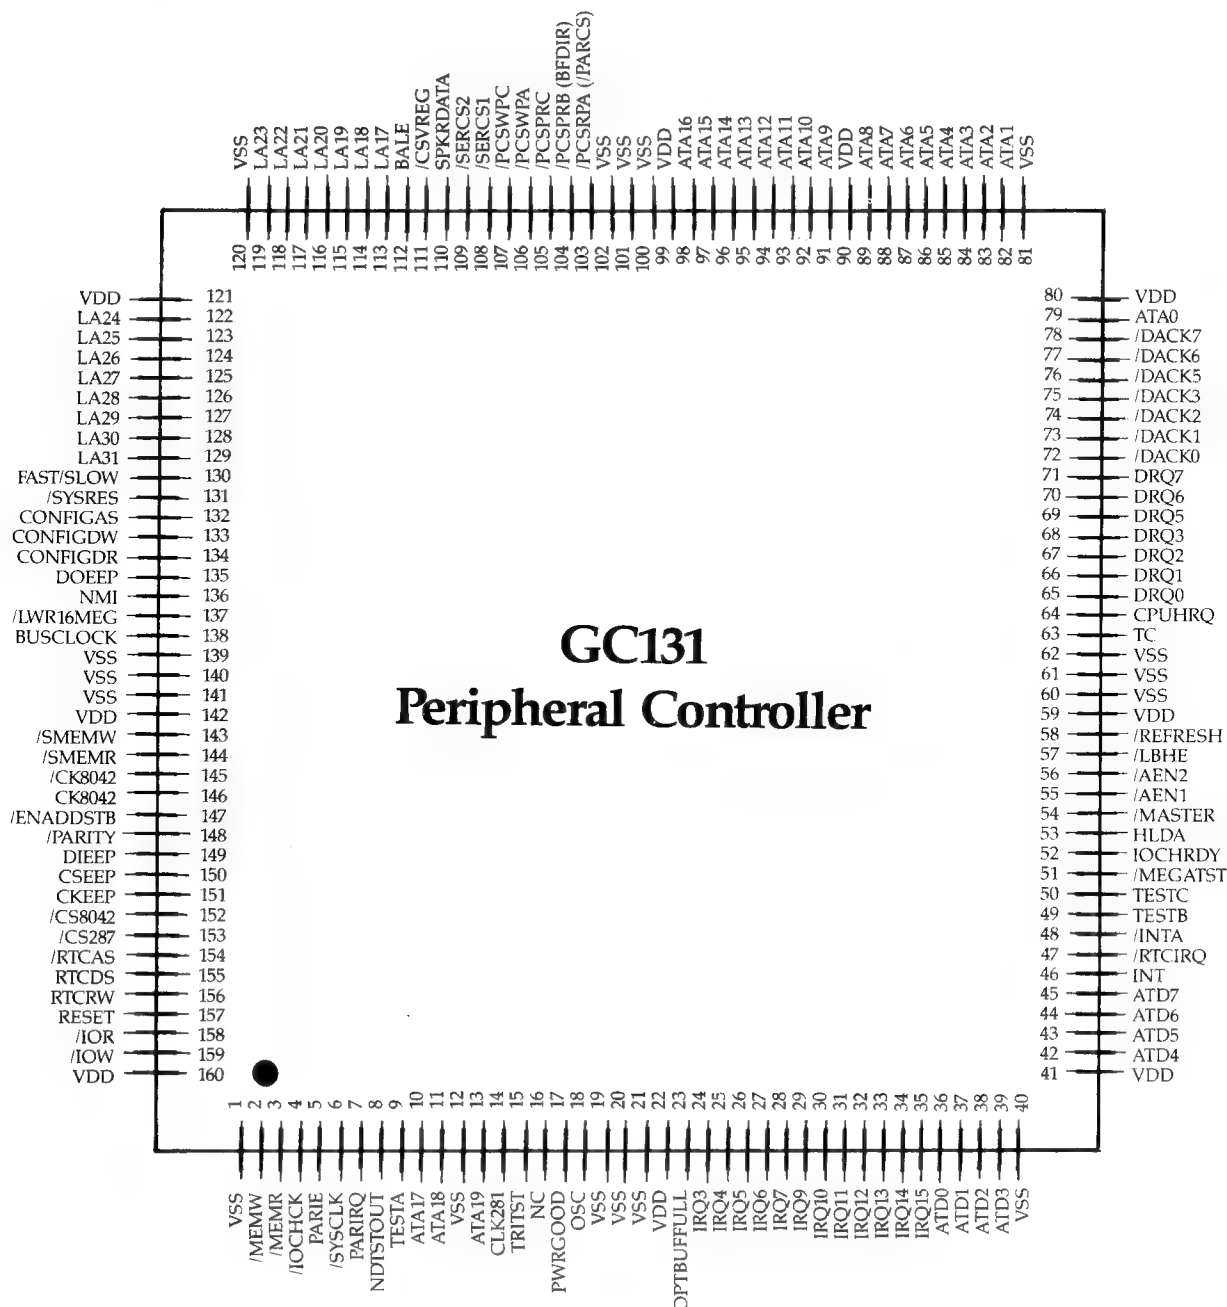 VSS
LA23
LA22
LA21
LA20
LA19
LA18
LA17
BALE
/CSVREG
SPKRDATA
/SERCS2
/SERCS1
/PCSWPC
/PCSWPA
/PCSPRC
/PCSPRB (BFDIR)
/PCSRPA (/PARCS)
VSS
VSS
VSS
VDD
ATA16
ATA15
ATA14
ATA13
ATA12
ATA11
ATA10
ATA9
VDD
ATA8
ATA7
ATA6
ATA5
ATA4
ATA3
ATA2
ATA1
VSS
120
119
118
117
116
115
114
113
112
111
110
109
108
107
106
105
104
103
102
101
100
99
98
97
96
95
94
93
92
91
90
89
88
87
86
85
84
83
82
81
VDD 121
LA24 122
LA25 123
LA26 124
LA27 125
LA28 126
LA29 127
LA30 128
LA31 129
FAST/SLOW 130
/SYSRES 131
CONFIGAS 132
CONFIGDW 133
CONFIGDR 134
DOEEP 135
NMI 136
/LWR16MEG 137
BUSCLOCK 138
VSS 139
VSS 140
VSS 141
VDD 142
/SMEMW 143
/SMEMR 144
/CK8042 145
CK8042 146
/ENADDSTB 147
/PARITY 148
DIEEP 149
CSEEP 150
CKEEP 151
/CS8042 152
/CS287 153
/RTCAS 154
RTCDS 155
RTCRW 156
RESET 157
/IOR 158
/IOW 159
VDD 160
GC131
Peripheral Controller
80 VDD
79 ATA0
78 /DACK7
77 /DACK6
76 /DACK5
75 /DACK3
74 /DACK2
73 /DACK1
72 /DACK0
71 DRQ7
70 DRQ6
69 DRQ5
68 DRQ3
67 DRQ2
66 DRQ1
65 DRQ0
64 CPUHRQ
63 TC
62 VSS
61 VSS
60 VSS
59 VDD
58 /REFRESH
57 /LBHE
56 /AEN2
55 /AEN1
54 /MASTER
53 HLDA
52 IOCHRDY
51 /MEGATST
50 TESTC
49 TESTB
48 /INTA
47 /RTCIRQ
46 INT
45 ATD7
44 ATD6
43 ATD5
42 ATD4
41 VDD
1
2
3
4
5
6
7
8
9
10
11
12
13
14
15
16
17
18
19
20
21
22
23
24
25
26
27
28
29
30
31
32
33
34
35
36
37
38
39
40
VSS
/MEMW
/MEMR
/IOCHCK
PARIE
/SYSCLK
PARIRQ
NDTSTOUT
TESTA
ATA17
ATA18
VSS
ATA19
CLK281
TRITST
NC
PWRGOOD
OSC
VSS
VSS
VSS
VDD
OPTBUFFULL
IRQ3
IRQ4
IRQ5
IRQ6
IRQ7
IRQ9
IRQ10
IRQ11
IRQ12
IRQ13
IRQ14
IRQ15
ATD0
ATD1
ATD2
ATD3
VSS